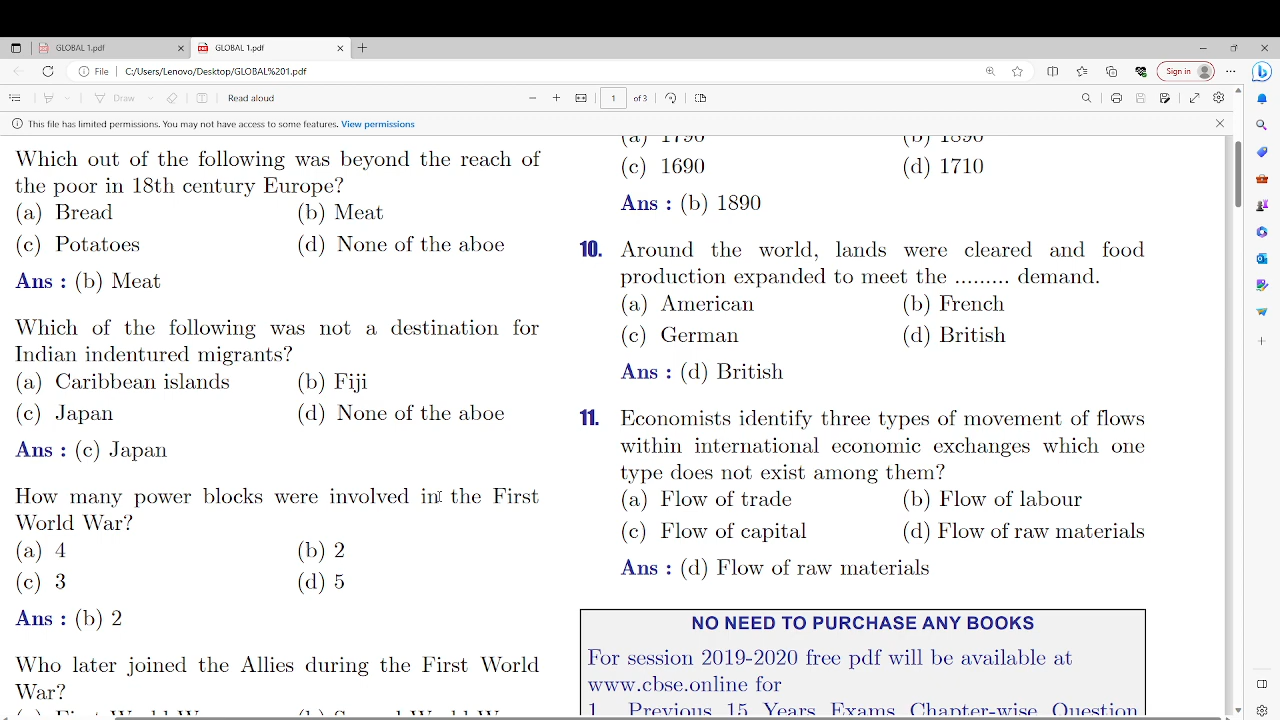 GLOBAL 1.pdf
GLOBAL 1.pdf
File
C:/Users/Lenovo/Desktop/GLOBAL%201.pdf
Sign in
Draw
Read aloud
1
of 3
This file has limited permissions. You may not have access to some features. View permissions
Which out of the following was beyond the reach of
the poor in 18th century Europe?
(a) Bread (b) Meat
(c) Potatoes (d) None of the aboe
Ans : (b) Meat
Which of the following was not a destination for
Indian indentured migrants?
(a) Caribbean islands (b) Fiji
(c) Japan (d) None of the aboe
Ans : (c) Japan
How many power blocks were involved in the First
World War?
(a) 4 (b) 2
(c) 3 (d) 5
Ans : (b) 2
Who later joined the Allies during the First World
War?
(a) 1790 (b) 1890
(c) 1690 (d) 1710
Ans : (b) 1890
10. Around the world, lands were cleared and food
production expanded to meet the ......... demand.
(a) American (b) French
(c) German (d) British
Ans : (d) British
11. Economists identify three types of movement of flows
within international economic exchanges which one
type does not exist among them?
(a) Flow of trade (b) Flow of labour
(c) Flow of capital (d) Flow of raw materials
Ans : (d) Flow of raw materials
NO NEED TO PURCHASE ANY BOOKS
For session 2019-2020 free pdf will be available at
www.cbse.online for
1. Previous 15 Years Exams Chapter-wise Question